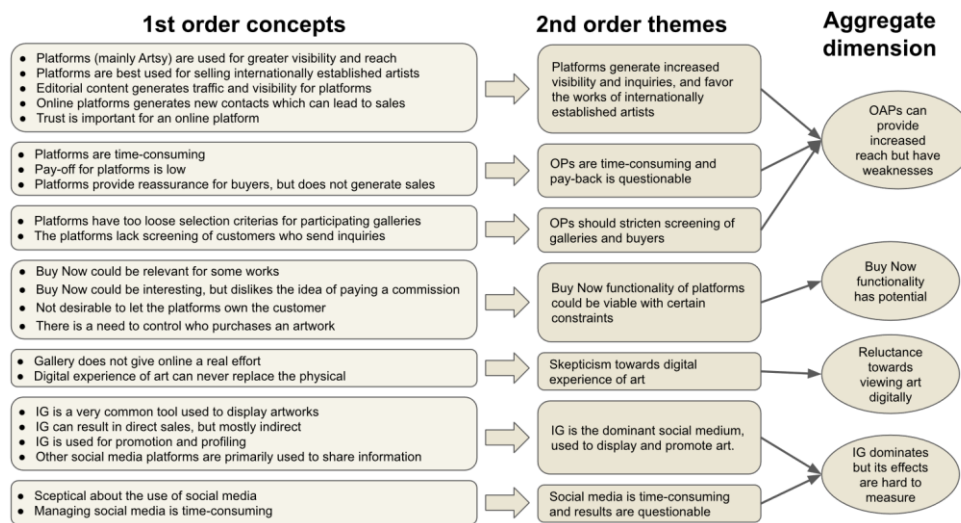 1st order concepts
2nd order themes
Aggregate
dimension
● Platforms (mainly Artsy) are used for greater visibility and reach
● Platforms are best used for selling internationally established artists
● Editorial content generates traffic and visibility for platforms
● Online platforms generates new contacts which can lead to sales
● Trust is important for an online platform
Platforms generate increased
visibility and inquiries, and favor
the works of internationally
established artists
OAPs can
provide
increased
reach but have
weaknesses
● Platforms are time-consuming
● Pay-off for platforms is low
● Platforms provide reassurance for buyers, but does not generate sales
OPs are time-consuming and
pay-back is questionable
● Platforms have too loose selection criterias for participating galleries
● The platforms lack screening of customers who send inquiries
OPs should stricten screening of
galleries and buyers
● Buy Now could be relevant for some works
● Buy Now could be interesting, but dislikes the idea of paying a commission
● Not desirable to let the platforms own the customer
● There is a need to control who purchases an artwork
Buy Now functionality of platforms
could be viable with certain
constraints
Buy Now
functionality
has potential
● Gallery does not give online a real effort
● Digital experience of art can never replace the physical
Skepticism towards digital
experience of art
Reluctance
towards
viewing art
digitally
● IG is a very common tool used to display artworks
● IG can result in direct sales, but mostly indirect
● IG is used for promotion and profiling
● Other social media platforms are primarily used to share information
IG is the dominant social medium,
used to display and promote art.
IG dominates
but its effects
are hard to
measure
● Sceptical about the use of social media
● Managing social media is time-consuming
Social media is time-consuming
and results are questionable